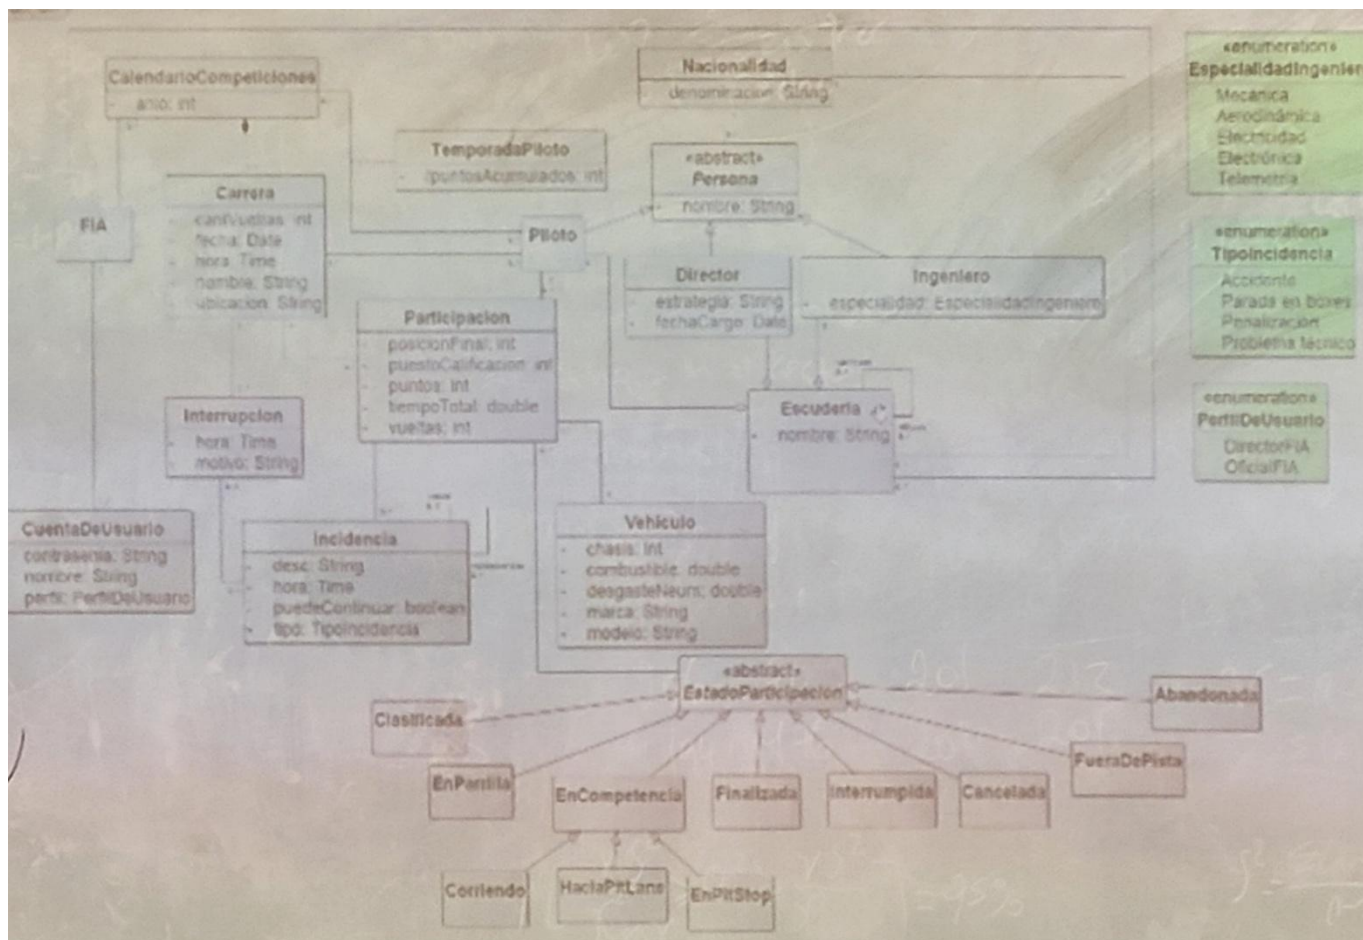 CalendarioCompeticiones
- anio: int
Nacionalidad
- denominacion: String
«enumeration»
EspecialidadIngenier
Mecánica
Aerodinámica
Electricidad
Electrónica
Telemetría
TemporadaPiloto
- /puntosAcumulados: int
«abstract»
Persona
- nombre: String
Carrera
- cantVueltas: int
- fecha: Date
- hora: Time
- nombre: String
- ubicacion: String
FIA
Piloto
«enumeration»
TipoIncidencia
Accidente
Parada en boxes
Penalización
Problema técnico
Director
- estrategia: String
- fechaCargo: Date
Ingeniero
- especialidad: EspecialidadIngeniero
Participacion
- posicionFinal: int
- puestoCalificacion: int
- puntos: int
- tiempoTotal: double
- vueltas: int
Escuderia
- nombre: String
«enumeration»
PerfilDeUsuario
DirectorFIA
OficialFIA
Interrupcion
- hora: Time
- motivo: String
CuentaDeUsuario
contrasenia: String
nombre: String
perfil: PerfilDeUsuario
Incidencia
- desc: String
- hora: Time
- puedeContinuar: boolean
- tipo: TipoIncidencia
Vehiculo
- chasis: int
- combustible: double
- desgasteNeum: double
- marca: String
- modelo: String
«abstract»
EstadoParticipacion
Clasificada
Abandonada
EnParrilla
EnCompetencia
Finalizada
Interrumpida
Cancelada
FueraDePista
Corriendo
HaciaPitLane
EnPitStop